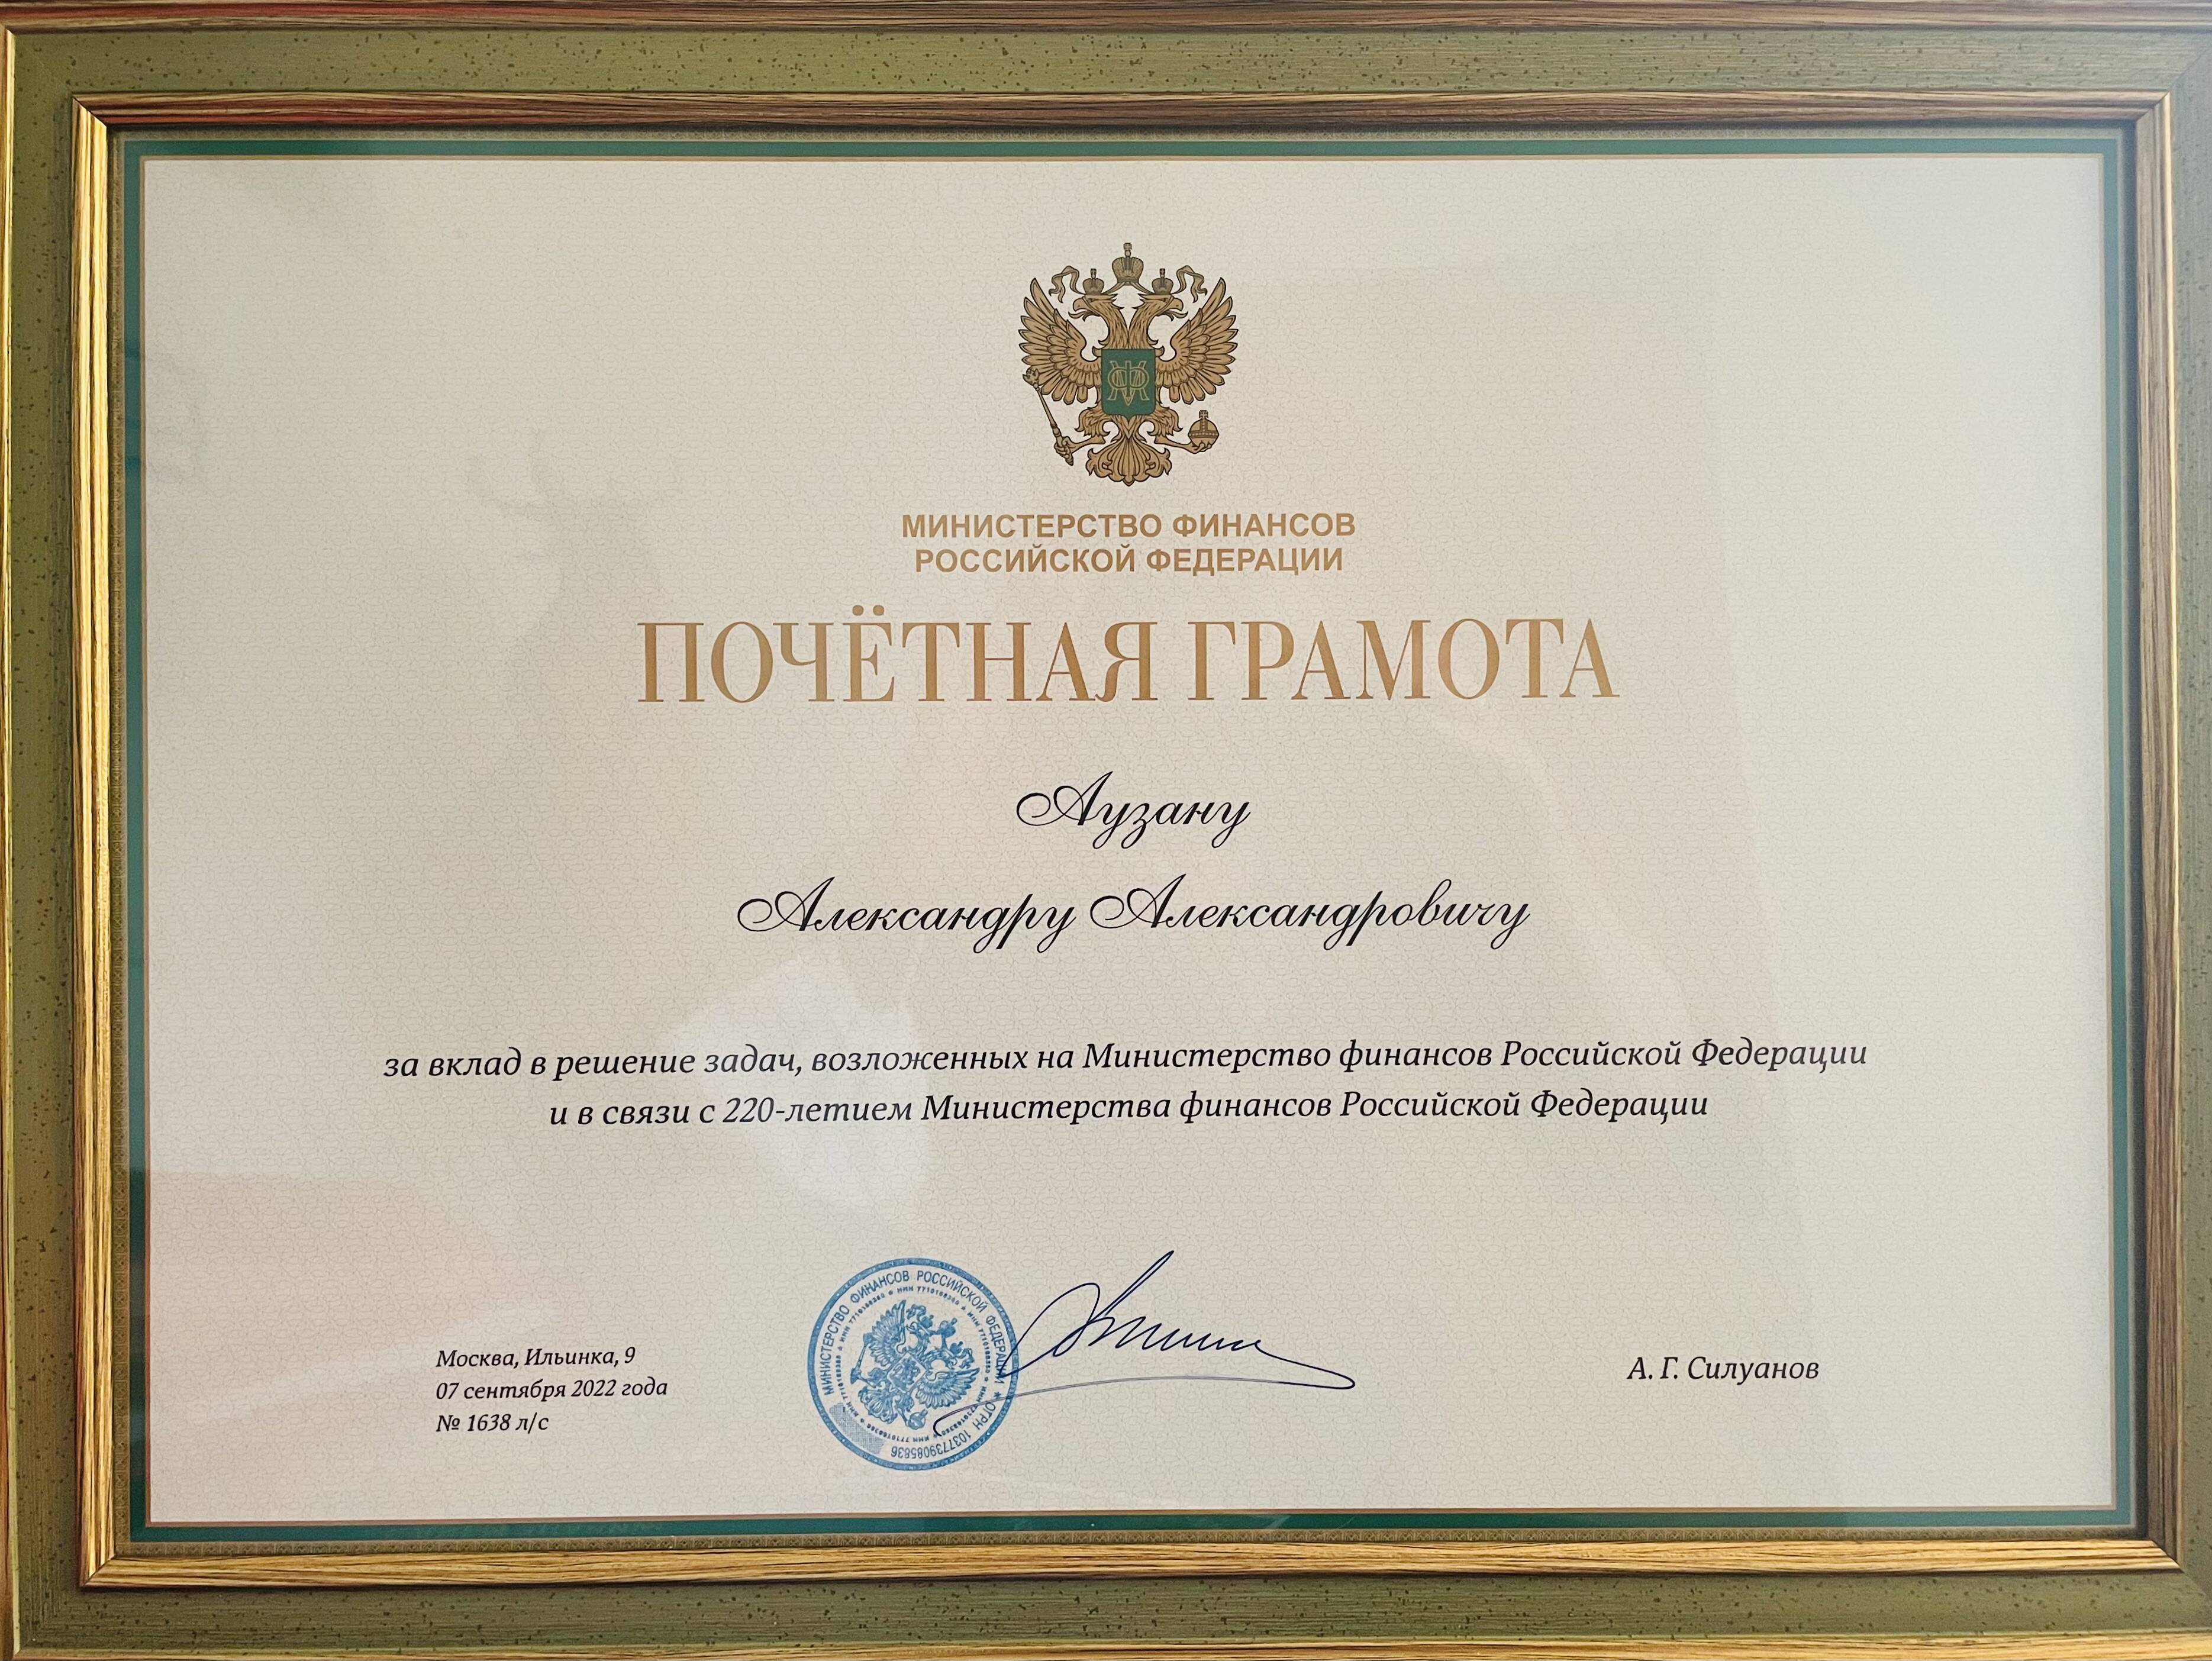 МИНИСТЕРСТВО ФИНАНСОВ
РОССИЙСКОЙ ФЕДЕРАЦИИ
ПОЧЁТНАЯ ГРАМОТА
Аузану
Александру Александровичу
за вклад в решение задач, возложенных на Министерство финансов Российской Федерации
и в связи с 220-летием Министерства финансов Российской Федерации
Москва, Ильинка, 9
07 сентября 2022 года
№ 1638 л/с
МИНИСТЕРСТВО ФИНАНСОВ РОССИЙСКОЙ ФЕДЕРАЦИИ * ОГРН 1037739085636
А. Г. Силуанов